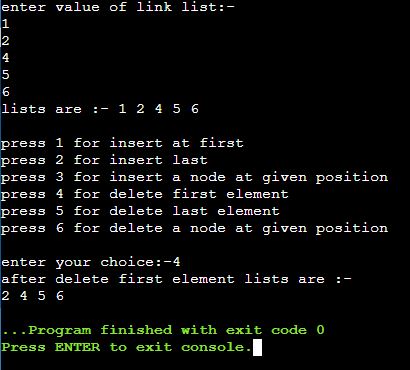 enter value of link list:-
1
2
4
5
6
lists are :- 1 2 4 5 6
press 1 for insert at first
press 2 for insert last
press 3 for insert a node at given position
press 4 for delete first element
press 5 for delete last element
press 6 for delete a node at given position
enter your choice:-4
after delete first element lists are :-
2 4 5 6
...Program finished with exit code 0
Press ENTER to exit console.